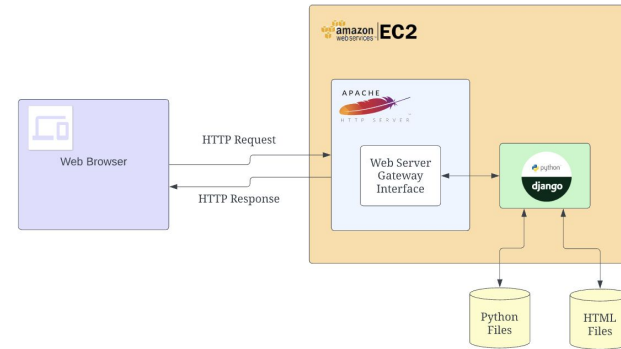 amazon
web services™
EC2
APACHE
HTTP SERVER
Web Browser
HTTP Request
HTTP Response
Web Server
Gateway
Interface
python
django
Python
Files
HTML
Files